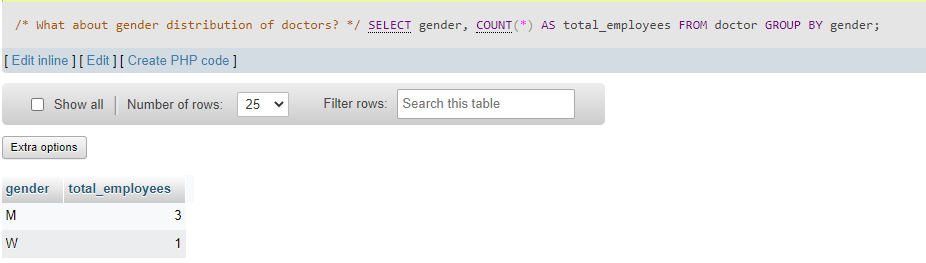 /* What about gender distribution of doctors? */ SELECT gender, COUNT(*) AS total_employees FROM doctor GROUP BY gender;
[ Edit inline ] [ Edit ] [ Create PHP code ]
Show all Number of rows: 25 Filter rows: Search this table
Extra options
gender total_employees
M 3
W 1